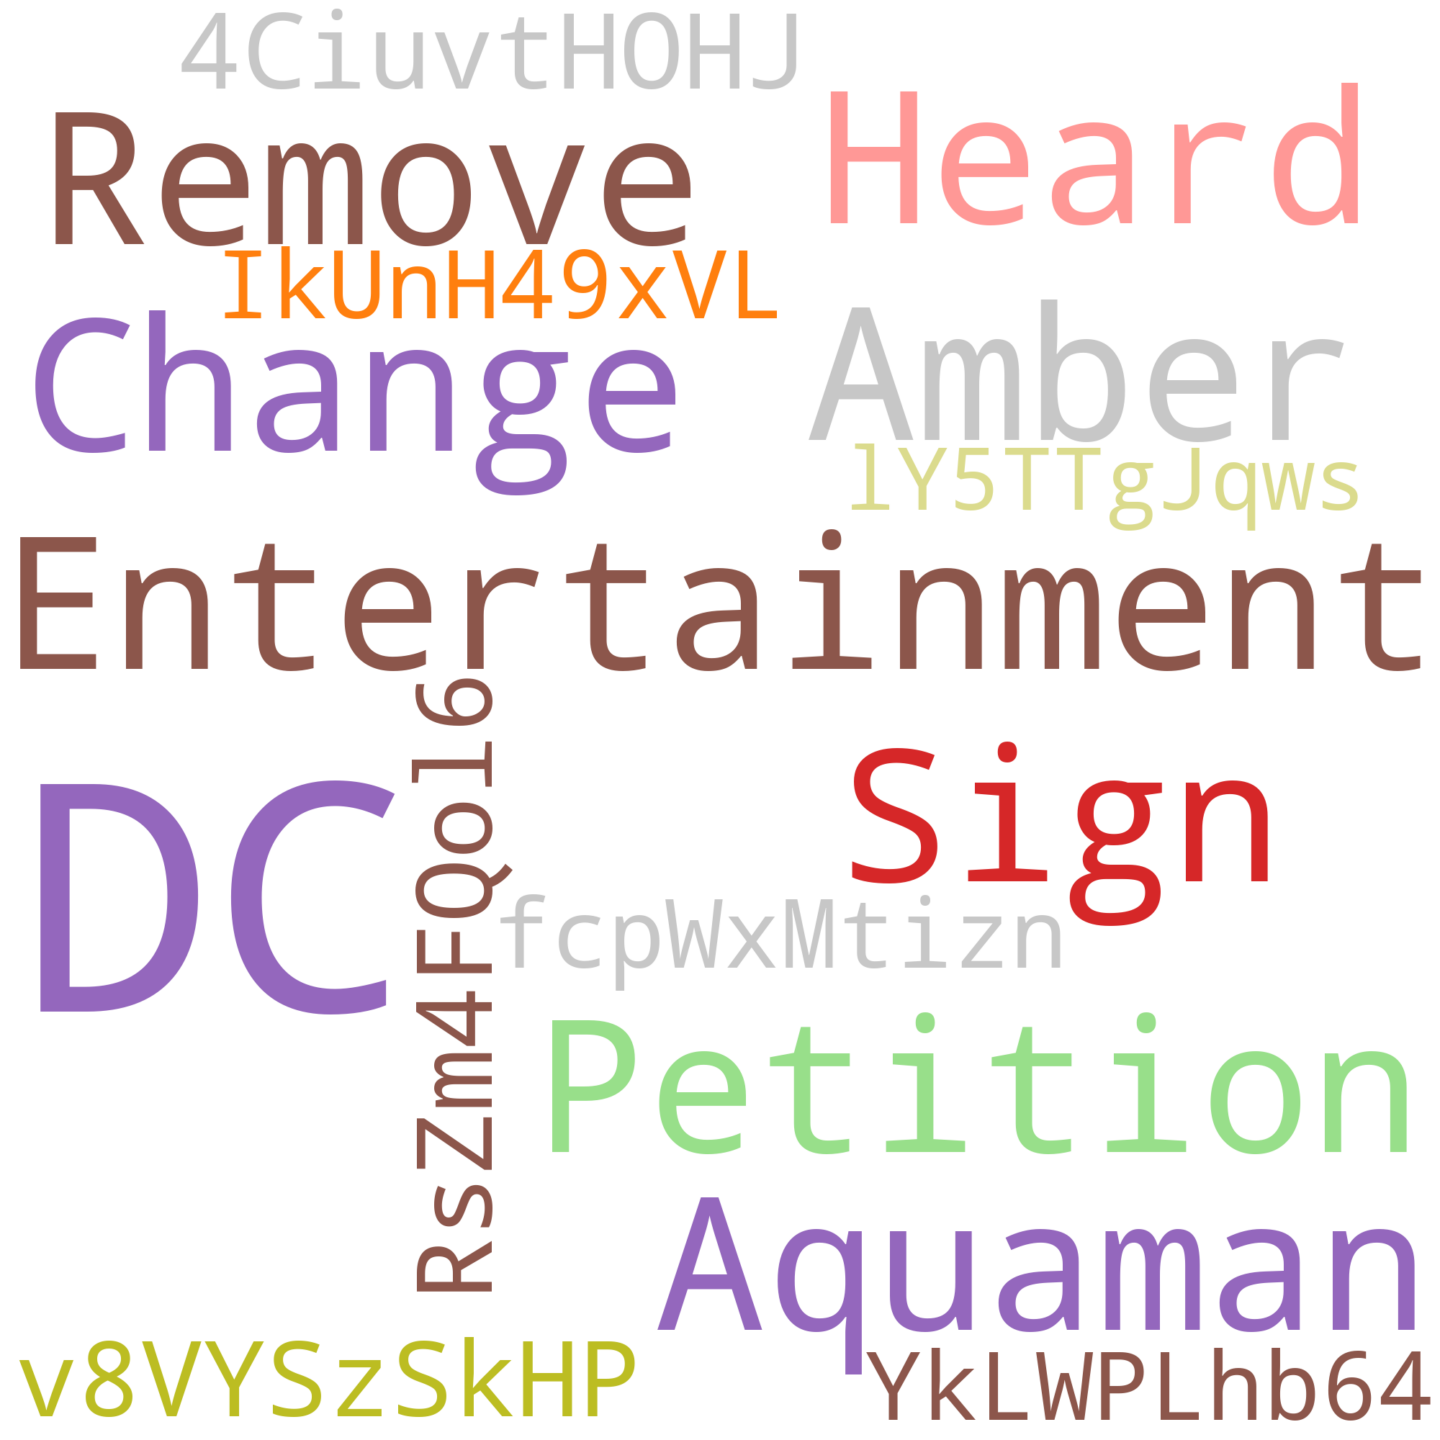 4CiuvtHOHJ
Remove
Heard
IkUnH49xVL
Change
Amber
lY5TTgJqws
Entertainment
RsZm4FQol6
DC
Sign
fcpWxMtizn
Petition
Aquaman
v8VYSzSkHP
YkLWPLhb64